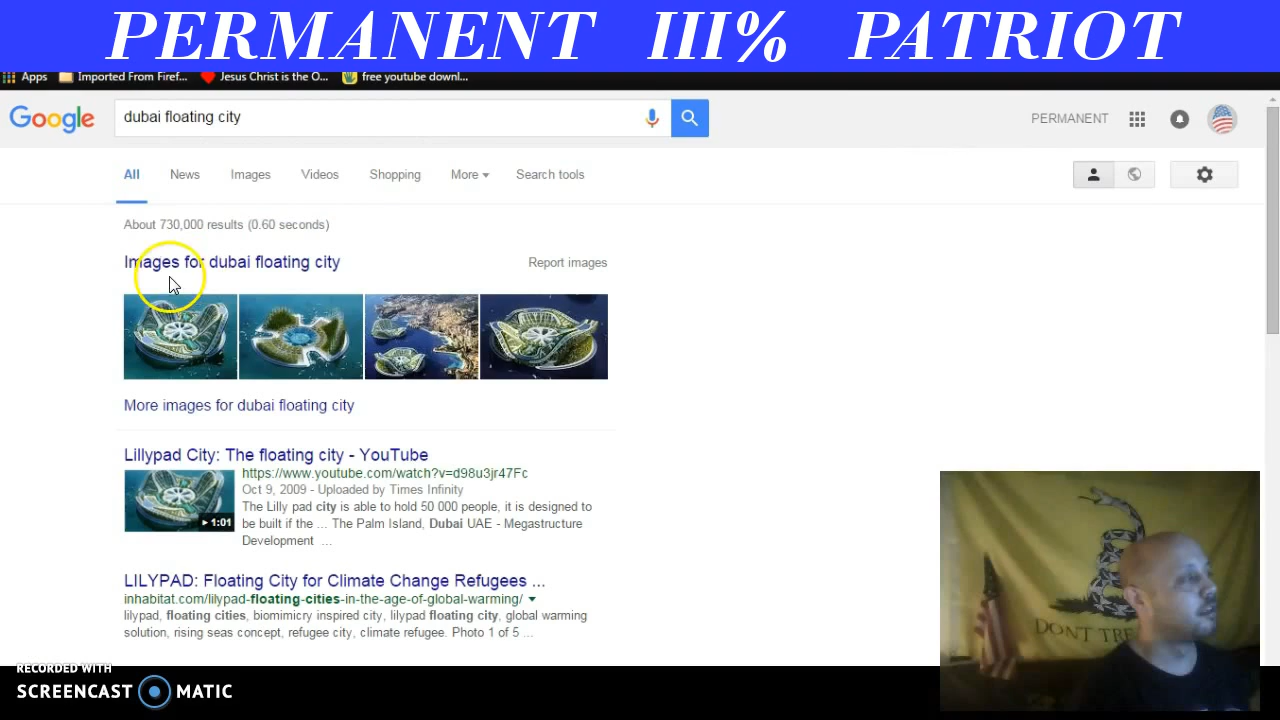 PERMANENT III% PATRIOT
Apps Imported From Firef... Jesus Christ is the O... free youtube downl...
Google dubai floating city PERMANENT
All News Images Videos Shopping More Search tools
About 730,000 results (0.60 seconds)
Images for dubai floating city Report images
More images for dubai floating city
Lillypad City: The floating city - YouTube
https://www.youtube.com/watch?v=d98u3jr47Fc
Oct 9, 2009 - Uploaded by Times Infinity
The Lilly pad city is able to hold 50 000 people, it is designed to
1:01 be built if the ... The Palm Island, Dubai UAE - Megastructure
Development ...
LILYPAD: Floating City for Climate Change Refugees ...
inhabitat.com/lilypad-floating-cities-in-the-age-of-global-warming/
lilypad, floating cities, biomimicry inspired city, lilypad floating city, global warming
solution, rising seas concept, refugee city, climate refugee. Photo 1 of 5 ...
DONT TRE
RECORDED WITH
SCREENCAST MATIC